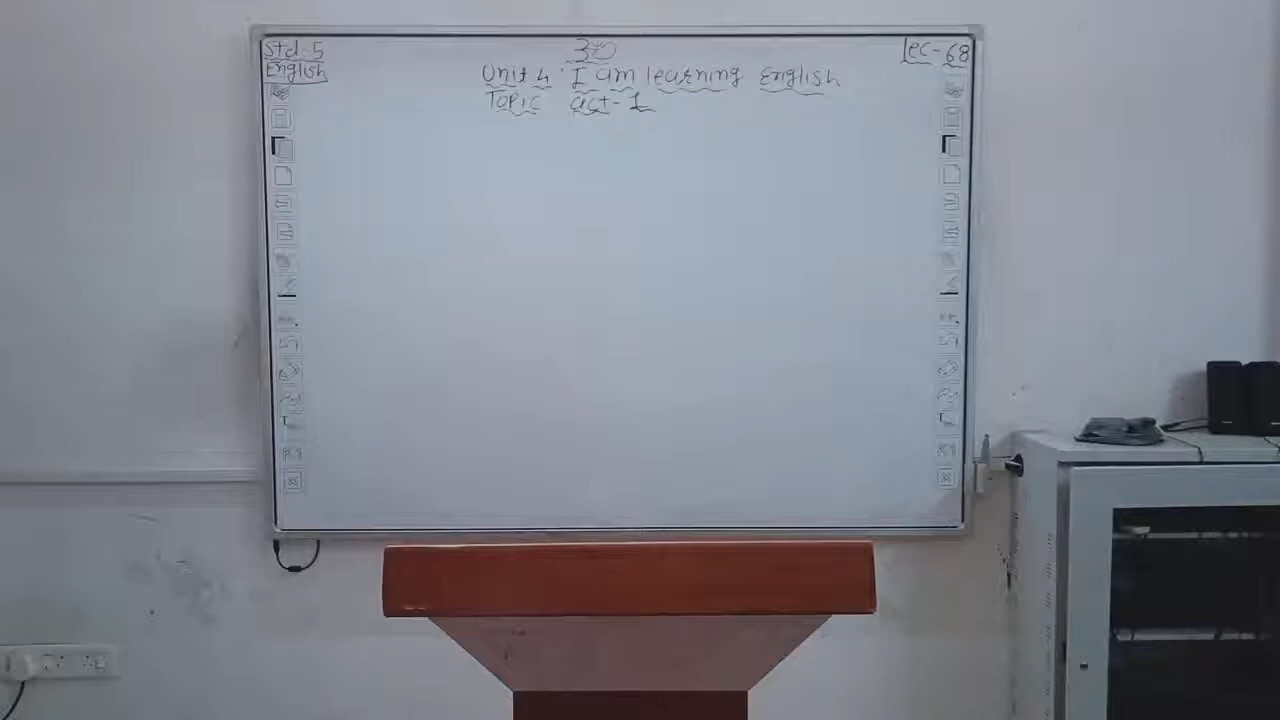 Std-5
English
Lec-68
Unit 4: I am learning English
Topic act-1